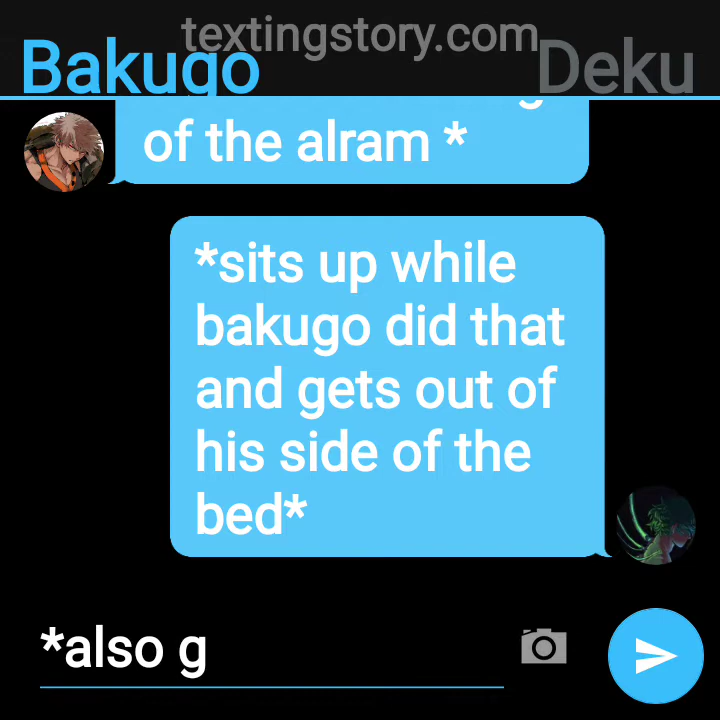 textingstory.com
Bakugo Deku
of the alram *
*sits up while
bakugo did that
and gets out of
his side of the
bed*
*also g